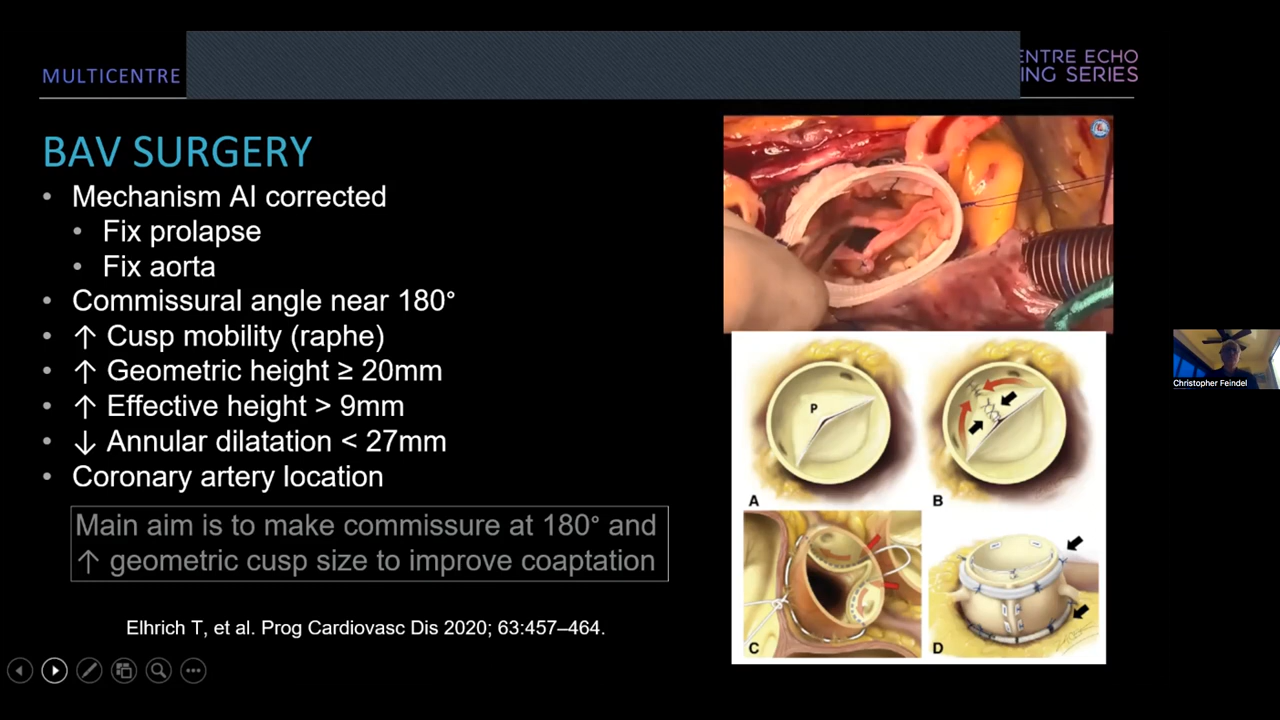 MULTICENTRE
ENTRE ECHO
ING SERIES
BAV SURGERY
• Mechanism AI corrected
• Fix prolapse
• Fix aorta
• Commissural angle near 180°
• ↑ Cusp mobility (raphe)
• ↑ Geometric height ≥ 20mm
• ↑ Effective height > 9mm
• ↓ Annular dilatation < 27mm
• Coronary artery location
Main aim is to make commissure at 180° and
↑ geometric cusp size to improve coaptation
Elhrich T, et al. Prog Cardiovasc Dis 2020; 63:457–464.
P
A
B
C
D
Christopher Feindel